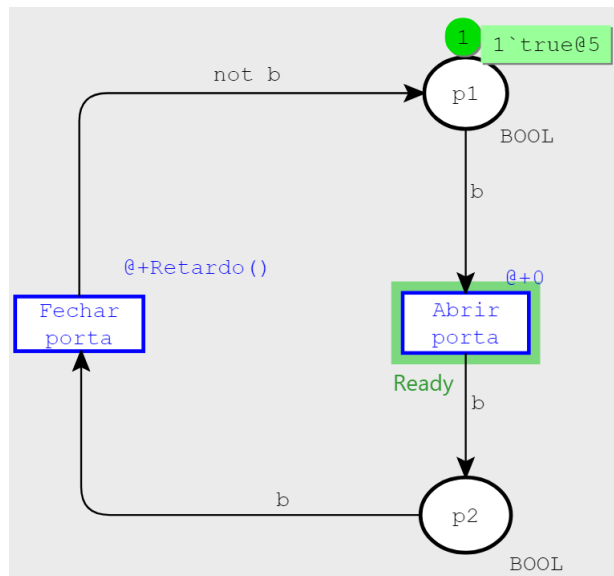 1
1`true@5
not b
p1
BOOL
b
@+Retardo()
@+0
Fechar
porta
Abrir
porta
Ready
b
b
p2
BOOL